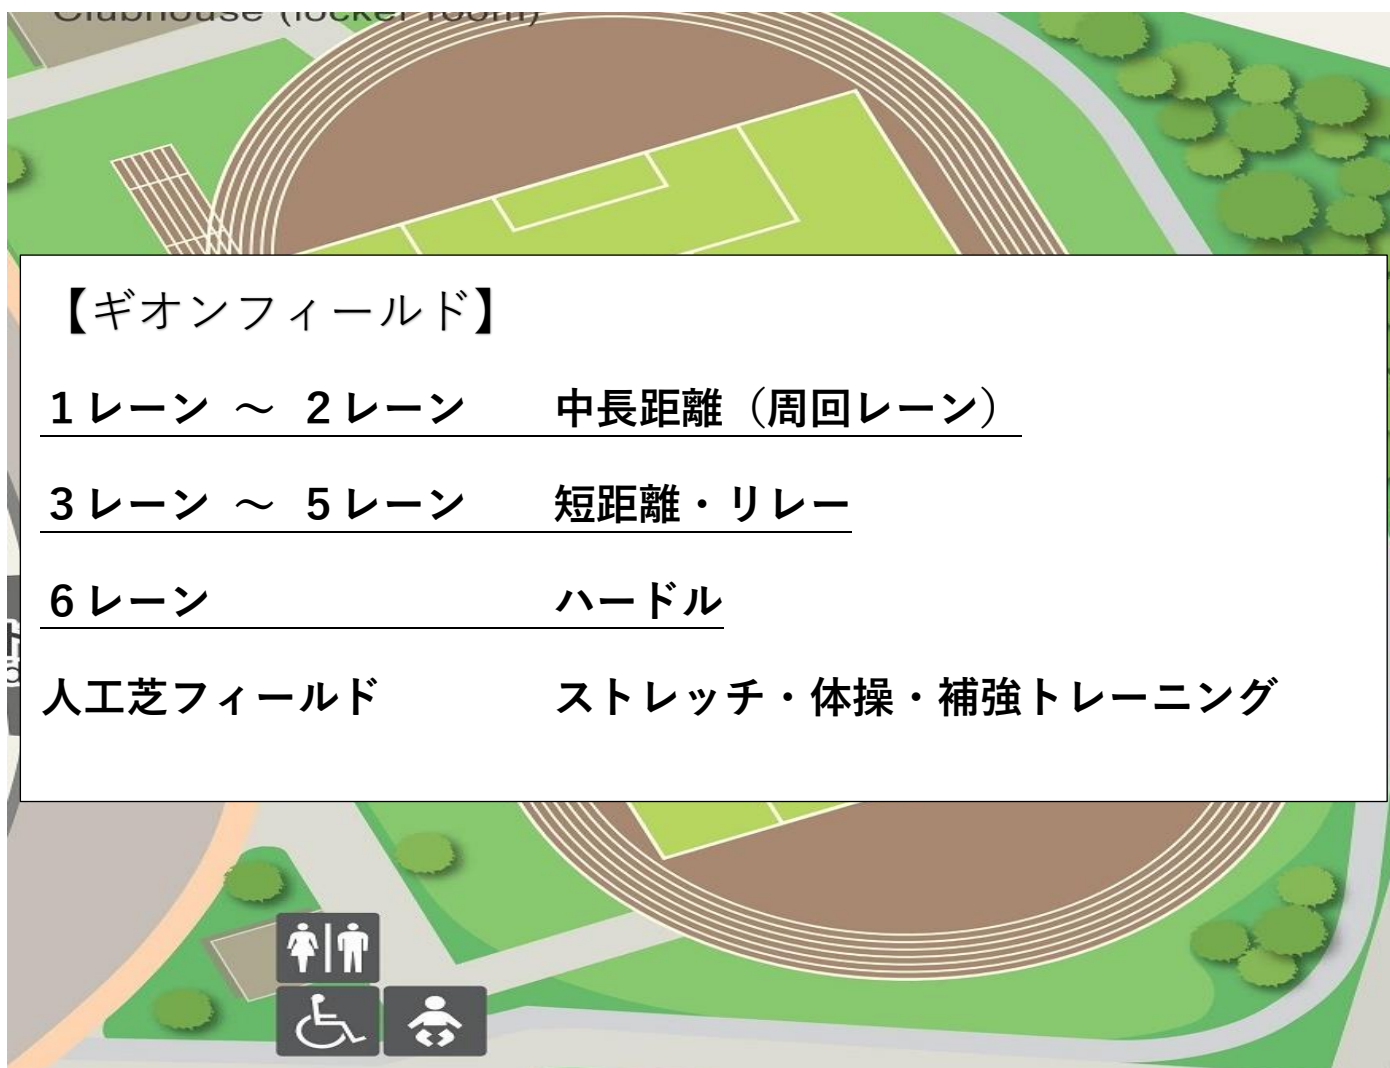 Clubhouse (locker room)
【ギオンフィールド】
1レーン ～ 2レーン 中長距離（周回レーン）
3レーン ～ 5レーン 短距離・リレー
6レーン ハードル
人工芝フィールド ストレッチ・体操・補強トレーニング